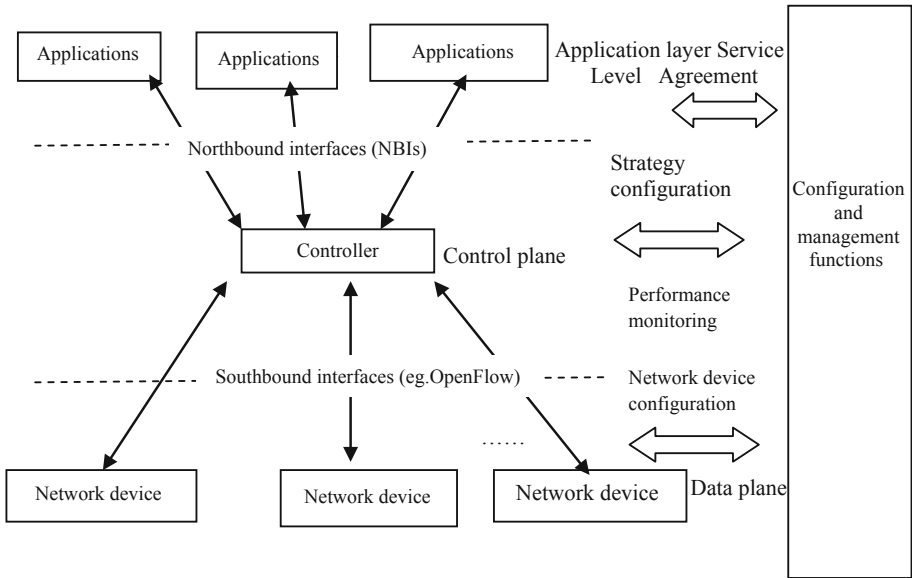 Applications
Applications
Applications
Application layer Service
Level Agreement
Northbound interfaces (NBIs)
Strategy
configuration
Configuration
and
management
functions
Controller
Control plane
Performance
monitoring
Southbound interfaces (eg.OpenFlow)
Network device
configuration
......
Network device
Network device
Network device
Data plane